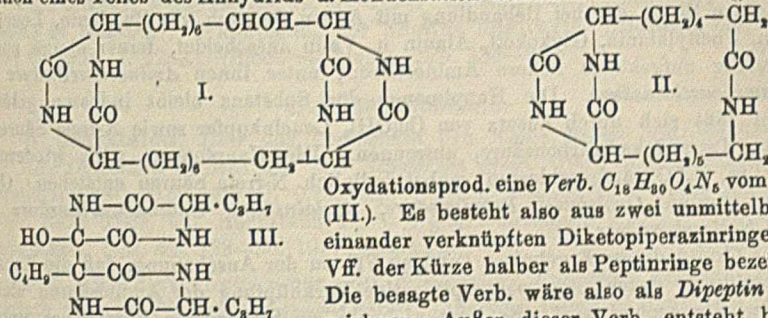 CH—(CH₂)₆—CHOH—CH CH—(CH₂)₄—CH₂
CO NH CO NH CO NH CO
I. II.
NH CO NH CO NH CO NH
CH—(CH₂)₆——CH₂⊥CH CH—(CH₂)₅—CH₂
NH—CO—CH·C₃H₇
HO—C—CO—NH III.
C₄H₉—C—CO—NH
NH—CO—CH·C₃H₇
Oxydationsprod. eine Verb. C₁₈H₃₀O₄N₅ vom
(III.). Es besteht also aus zwei unmittelb
einander verknüpften Diketopiperazinringe
Vff. der Kürze halber als Peptinringe beze
Die besagte Verb. wäre also als Dipeptin
Außer dieser Verb. entsteht